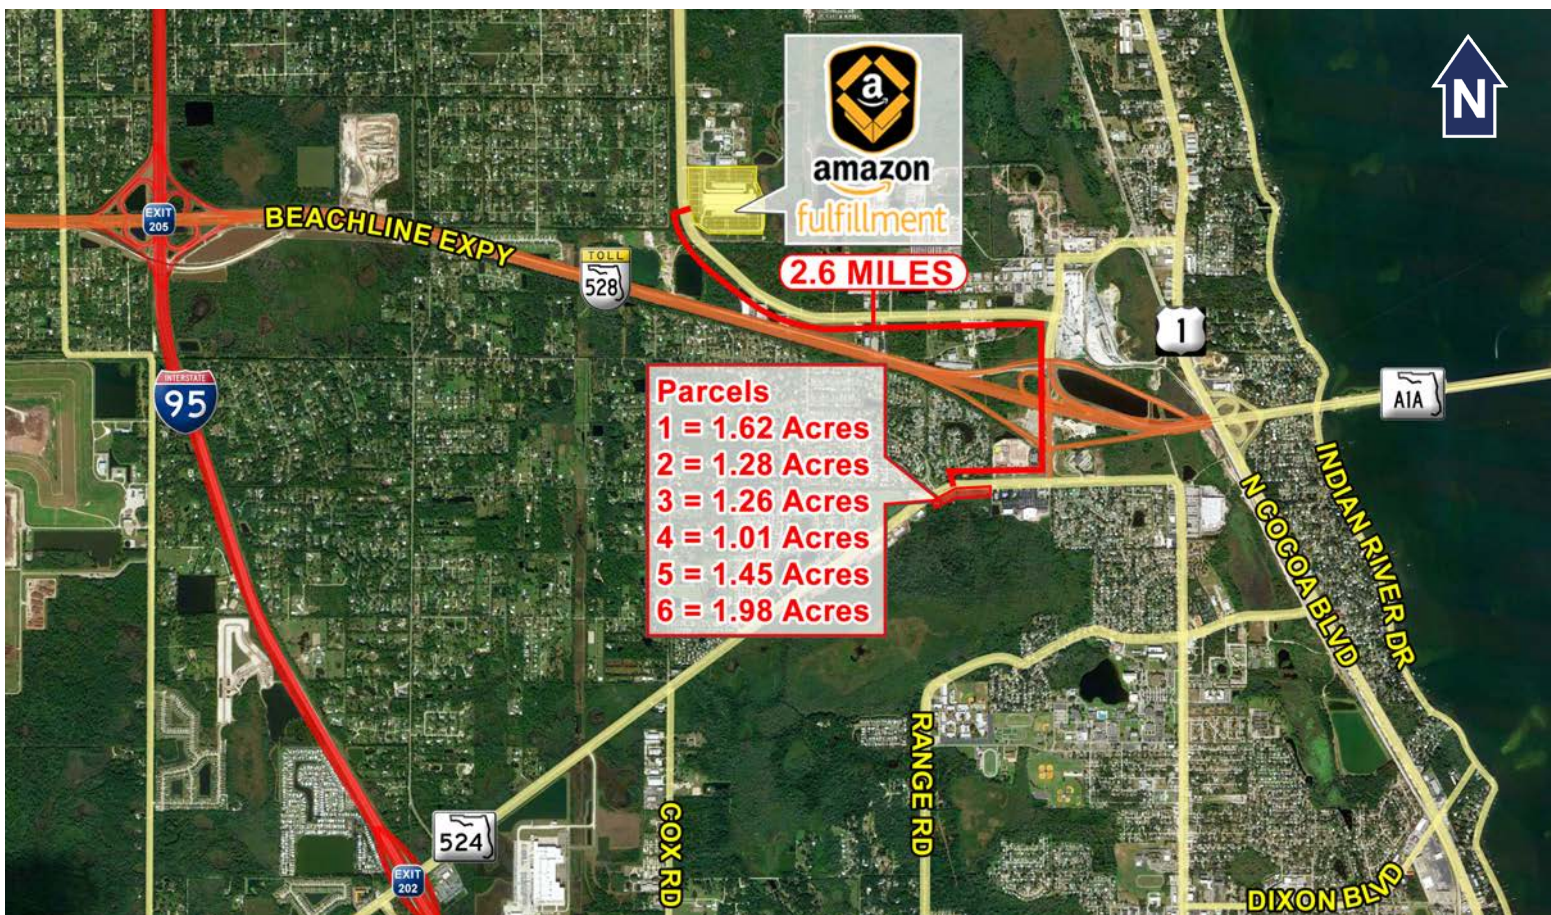 N
a
amazon
fulfillment
EXIT
205
BEACHLINE EXPY
TOLL
528
2.6 MILES
1
INTERSTATE
95
A1A
Parcels
1 = 1.62 Acres
2 = 1.28 Acres
3 = 1.26 Acres
4 = 1.01 Acres
5 = 1.45 Acres
6 = 1.98 Acres
INDIAN RIVER DR
N COCOA BLVD
RANGE RD
COX RD
524
EXIT
202
DIXON BLVD